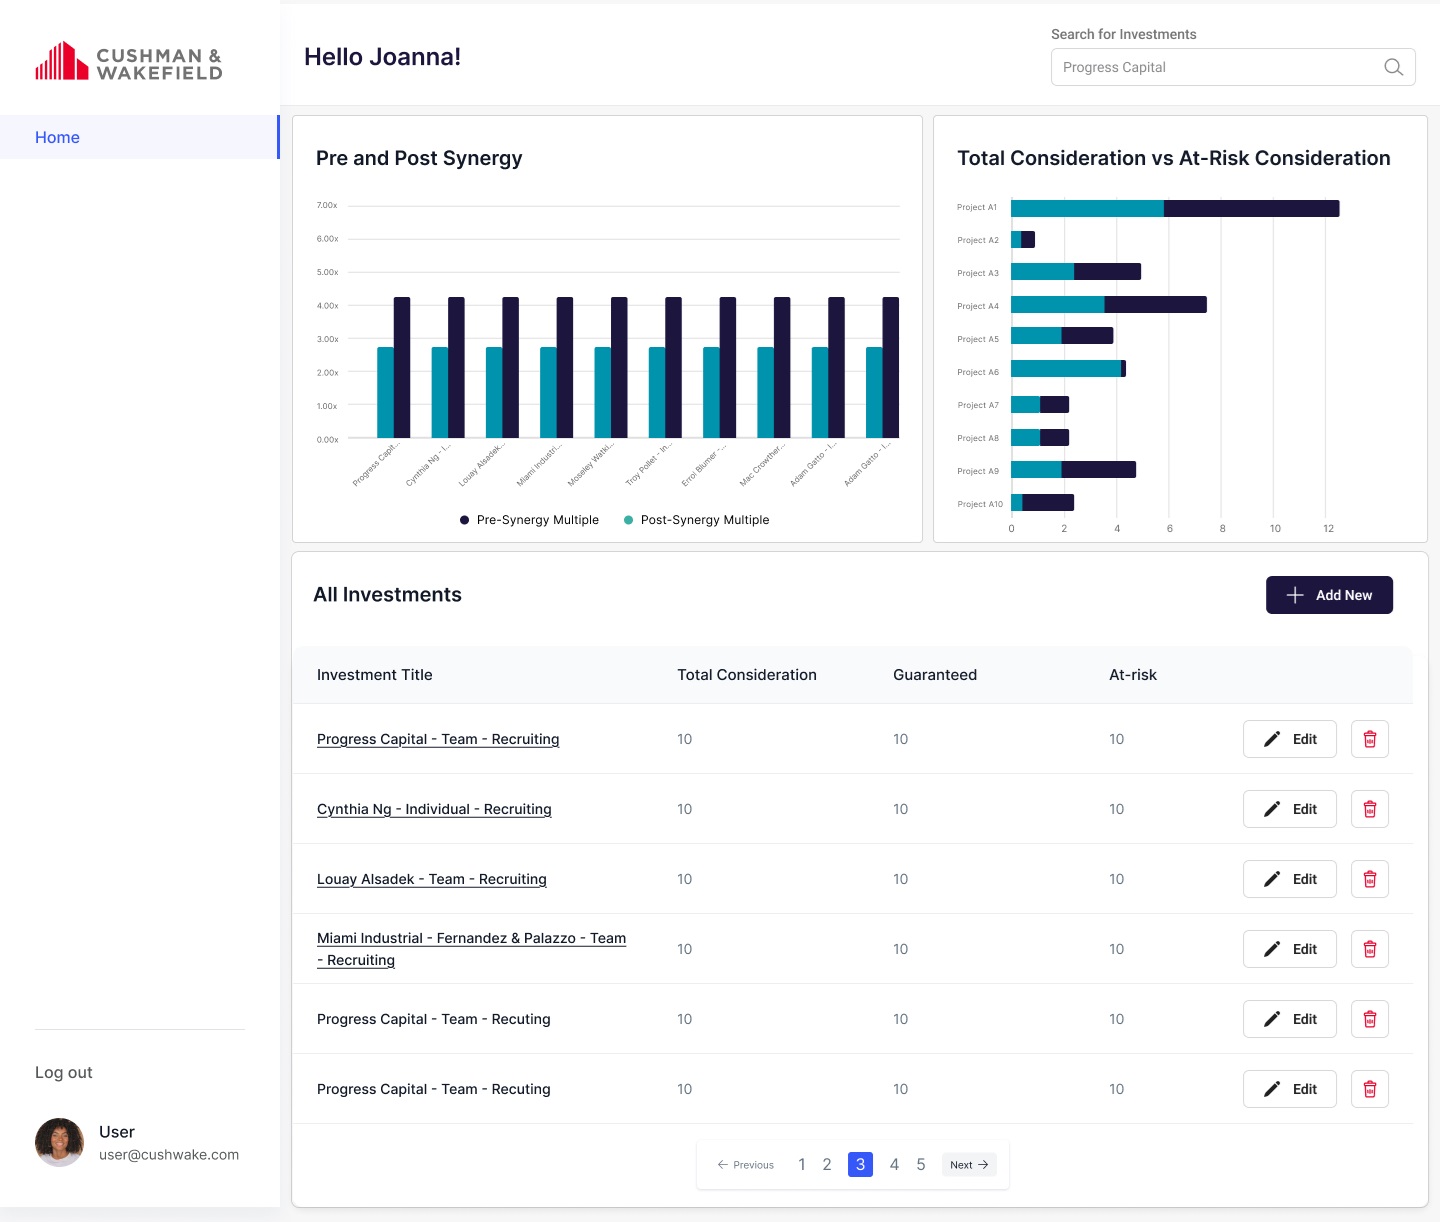 CUSHMAN &
WAKEFIELD
Home
Log out
User
user@cushwake.com
Hello Joanna!
Search for Investments
Progress Capital
Pre and Post Synergy
7.00x
6.00x
5.00x
4.00x
3.00x
2.00x
1.00x
0.00x
Progress Capit...
Cynthia Ng - I...
Louay Alsadek...
Miami Industri...
Moseley Watki...
Troy Pollet - In...
Errol Blumer -...
Mac Crowther...
Adam Gatto - I...
Adam Gatto - I...
Pre-Synergy Multiple
Post-Synergy Multiple
Total Consideration vs At-Risk Consideration
Project A1
Project A2
Project A3
Project A4
Project A5
Project A6
Project A7
Project A8
Project A9
Project A10
0 2 4 6 8 10 12
All Investments
Add New
Investment Title Total Consideration Guaranteed At-risk
Progress Capital - Team - Recruiting 10 10 10 Edit
Cynthia Ng - Individual - Recruiting 10 10 10 Edit
Louay Alsadek - Team - Recruiting 10 10 10 Edit
Miami Industrial - Fernandez & Palazzo - Team
- Recruiting 10 10 10 Edit
Progress Capital - Team - Recuting 10 10 10 Edit
Progress Capital - Team - Recuting 10 10 10 Edit
Previous 1 2 3 4 5 Next